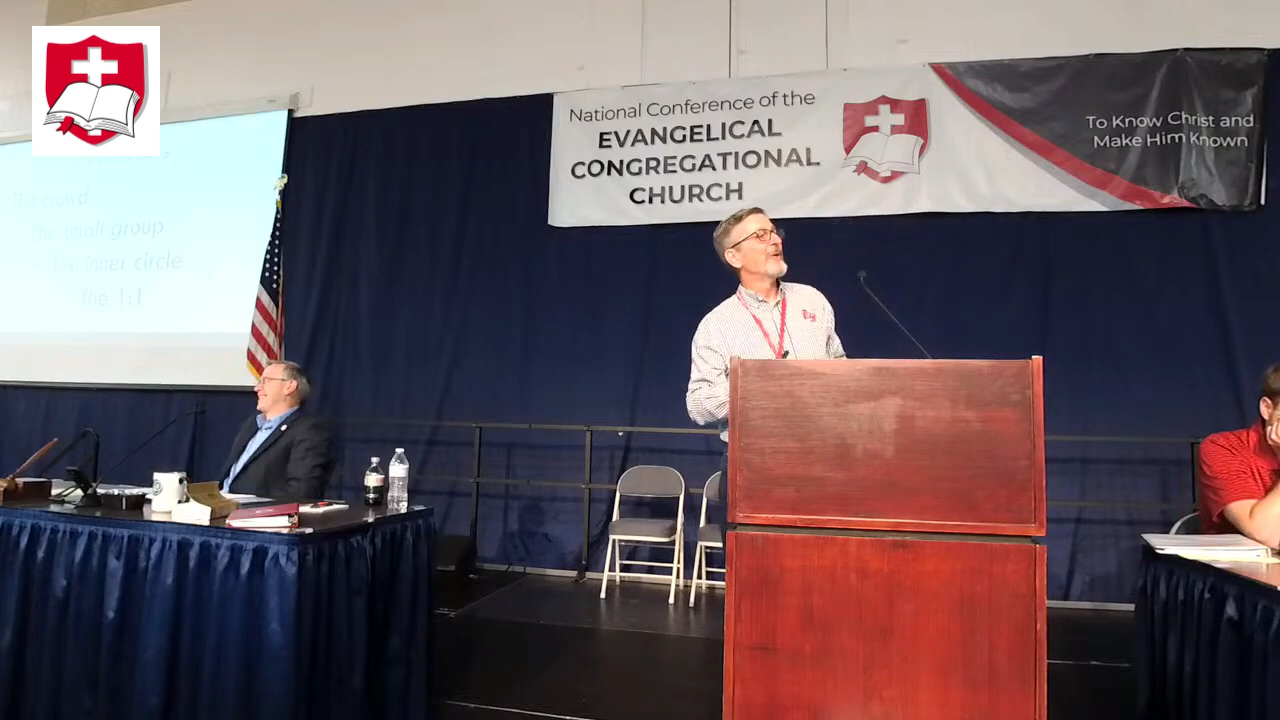 The crowd
The small group
The inner circle
The 1:1
National Conference of the
EVANGELICAL
CONGREGATIONAL
CHURCH
To Know Christ and
Make Him Known